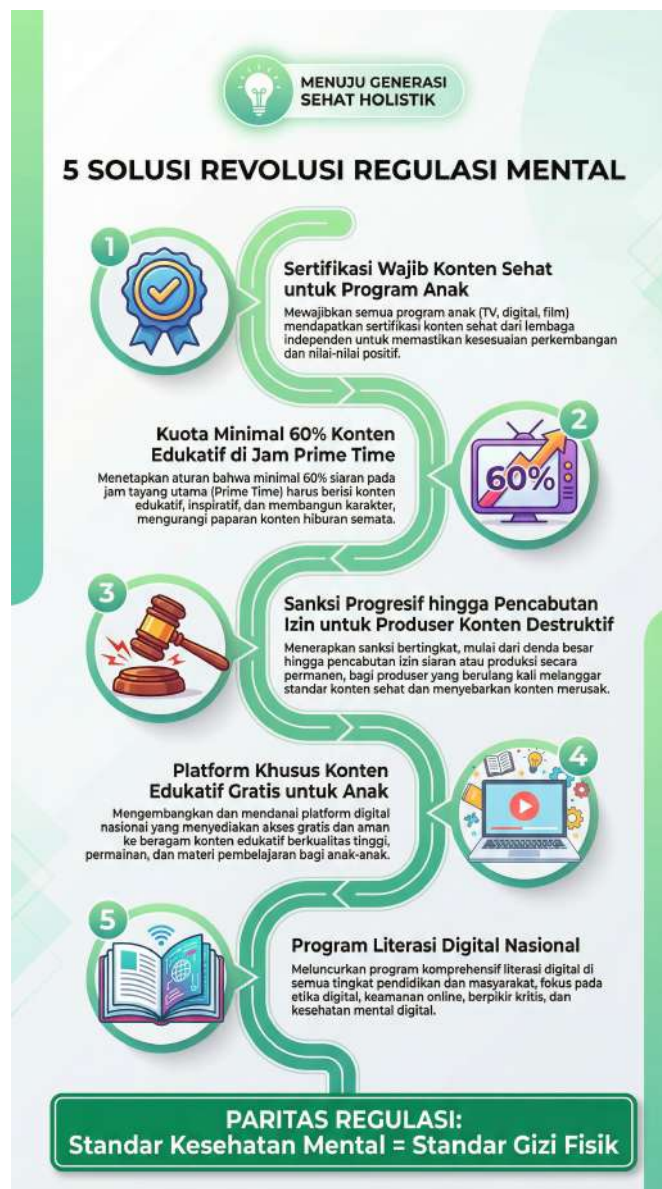 MENUJU GENERASI
SEHAT HOLISTIK
5 SOLUSI REVOLUSI REGULASI MENTAL
1
Sertifikasi Wajib Konten Sehat
untuk Program Anak
Mewajibkan semua program anak (TV, digital, film)
mendapatkan sertifikasi konten sehat dari lembaga
independen untuk memastikan kesesuaian perkembangan
dan nilai-nilai positif.
2
60%
Kuota Minimal 60% Konten
Edukatif di Jam Prime Time
Menetapkan aturan bahwa minimal 60% siaran pada
jam tayang utama (Prime Time) harus berisi konten
edukatif, inspiratif, dan membangun karakter,
mengurangi paparan konten hiburan semata.
3
Sanksi Progresif hingga Pencabutan
Izin untuk Produser Konten Destruktif
Menerapkan sanksi bertingkat, mulai dari denda besar
hingga pencabutan izin siaran atau produksi secara
permanen, bagi produser yang berulang kali melanggar
standar konten sehat dan menyebarkan konten merusak.
4
Platform Khusus Konten
Edukatif Gratis untuk Anak
Mengembangkan dan mendanai platform digital
nasional yang menyediakan akses gratis dan aman
ke beragam konten edukatif berkualitas tinggi,
permainan, dan materi pembelajaran bagi anak-anak.
5
Program Literasi Digital Nasional
Meluncurkan program komprehensif literasi digital di
semua tingkat pendidikan dan masyarakat, fokus pada
etika digital, keamanan online, berpikir kritis, dan
kesehatan mental digital.
PARITAS REGULASI:
Standar Kesehatan Mental = Standar Gizi Fisik